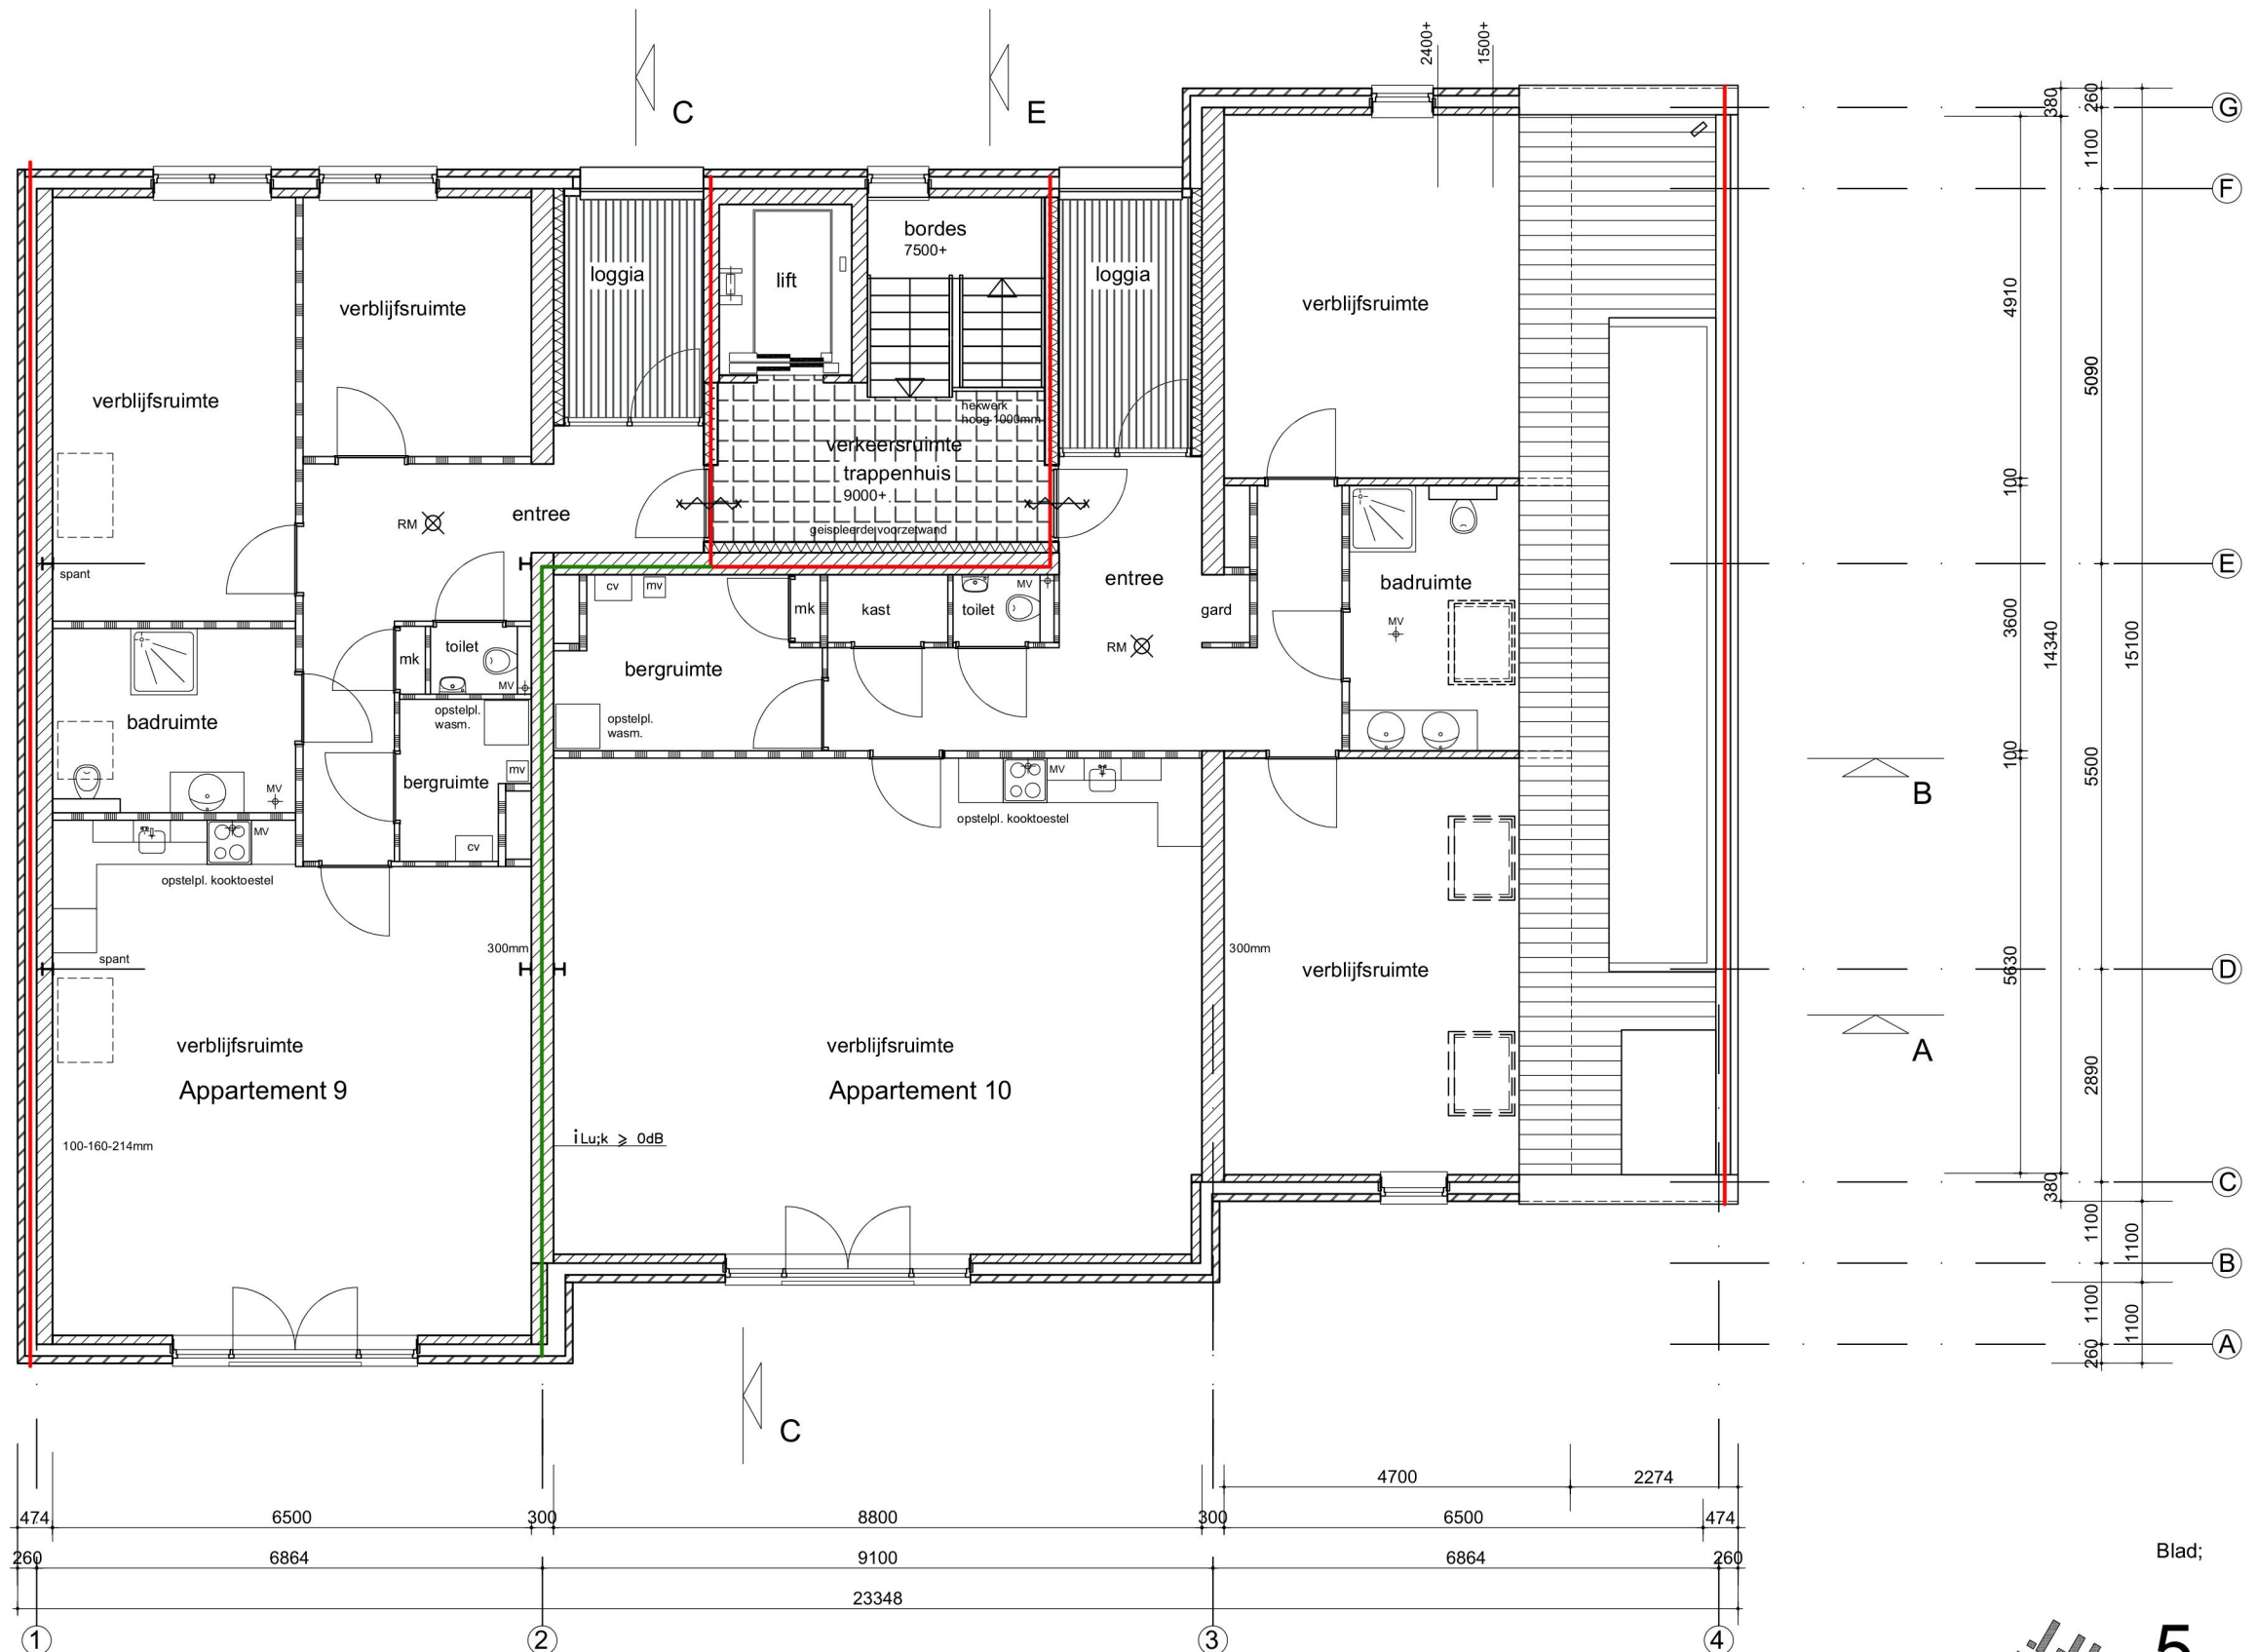 2400+
1500+
C
E
G
380
260
1100
F
bordes
7500+
loggia
lift
loggia
verblijfsruimte
verblijfsruimte
4910
5090
verblijfsruimte
hekwerk
hoog 1000mm
verkeersruimte
trappenhuis
9000+
geisoleerde voorzetwand
100
RM
entree
spant
cv
mv
mk
kast
toilet
MV
entree
gard
badruimte
MV
E
RM
3600
14340
15100
mk
toilet
MV
bergruimte
opstelpl.
wasm.
badruimte
opstelpl.
wasm.
bergruimte
mv
MV
cv
100
5500
B
MV
opstelpl. kooktoestel
MV
opstelpl. kooktoestel
300mm
300mm
spant
verblijfsruimte
5630
D
verblijfsruimte
Appartement 9
verblijfsruimte
Appartement 10
A
2890
100-160-214mm
iLu;k ⩾ 0dB
380
C
1100
1100
B
1100
1100
260
A
C
4700
2274
474
6500
300
8800
300
6500
474
260
6864
9100
6864
260
23348
Blad;
1
2
3
4
5